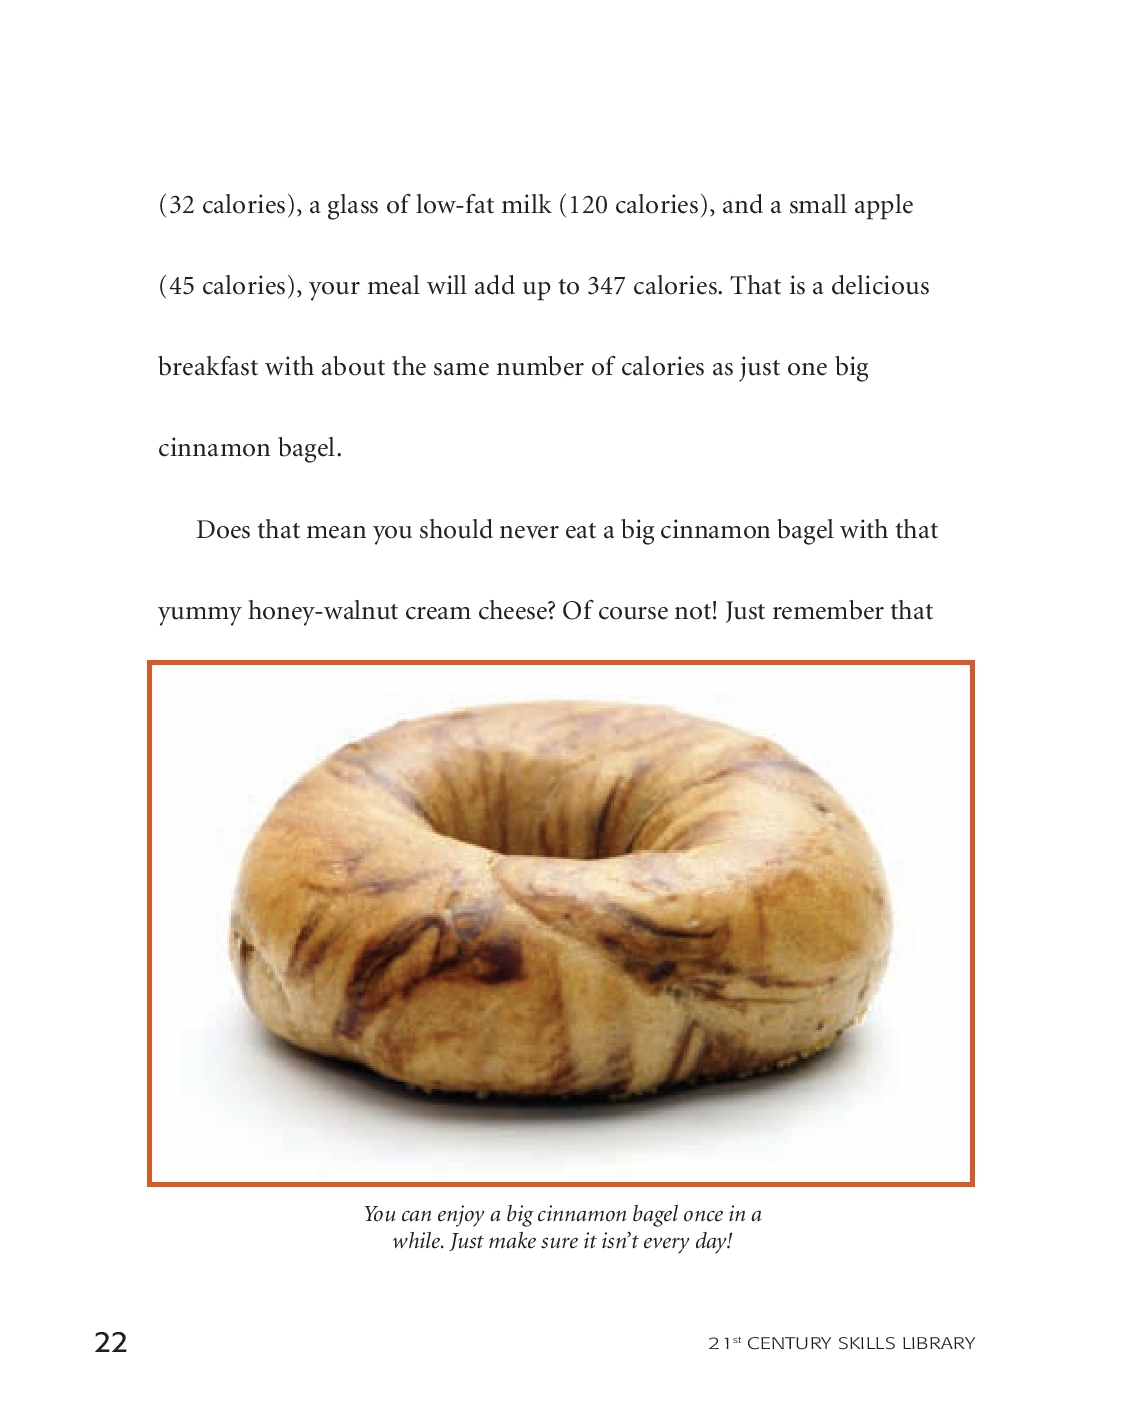 (32 calories), a glass of low-fat milk (120 calories), and a small apple
(45 calories), your meal will add up to 347 calories. That is a delicious
breakfast with about the same number of calories as just one big
cinnamon bagel.
Does that mean you should never eat a big cinnamon bagel with that
yummy honey-walnut cream cheese? Of course not! Just remember that
You can enjoy a big cinnamon bagel once in a
while. Just make sure it isn’t every day!
22
21st CENTURY SKILLS LIBRARY